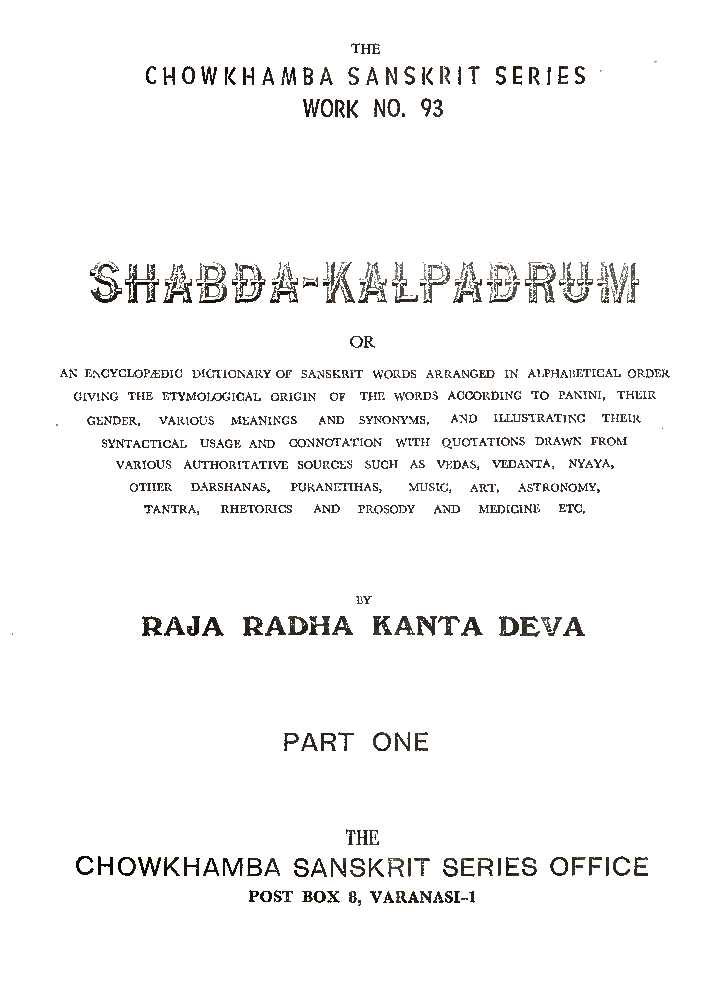 THE
CHOWKHAMBA SANSKRIT SERIES
WORK NO. 93
SHABDA-KALPADRUM
OR
AN ENCYCLOPÆDIC DICTIONARY OF SANSKRIT WORDS ARRANGED IN ALPHABETICAL ORDER
GIVING THE ETYMOLOGICAL ORIGIN OF THE WORDS ACCORDING TO PANINI, THEIR
GENDER, VARIOUS MEANINGS AND SYNONYMS, AND ILLUSTRATING THEIR
SYNTACTICAL USAGE AND CONNOTATION WITH QUOTATIONS DRAWN FROM
VARIOUS AUTHORITATIVE SOURCES SUCH AS VEDAS, VEDANTA, NYAYA,
OTHER DARSHANAS, PURANETIHAS, MUSIC, ART, ASTRONOMY,
TANTRA, RHETORICS AND PROSODY AND MEDICINE ETC.
BY
RAJA RADHA KANTA DEVA
PART ONE
THE
CHOWKHAMBA SANSKRIT SERIES OFFICE
POST BOX 8, VARANASI-1